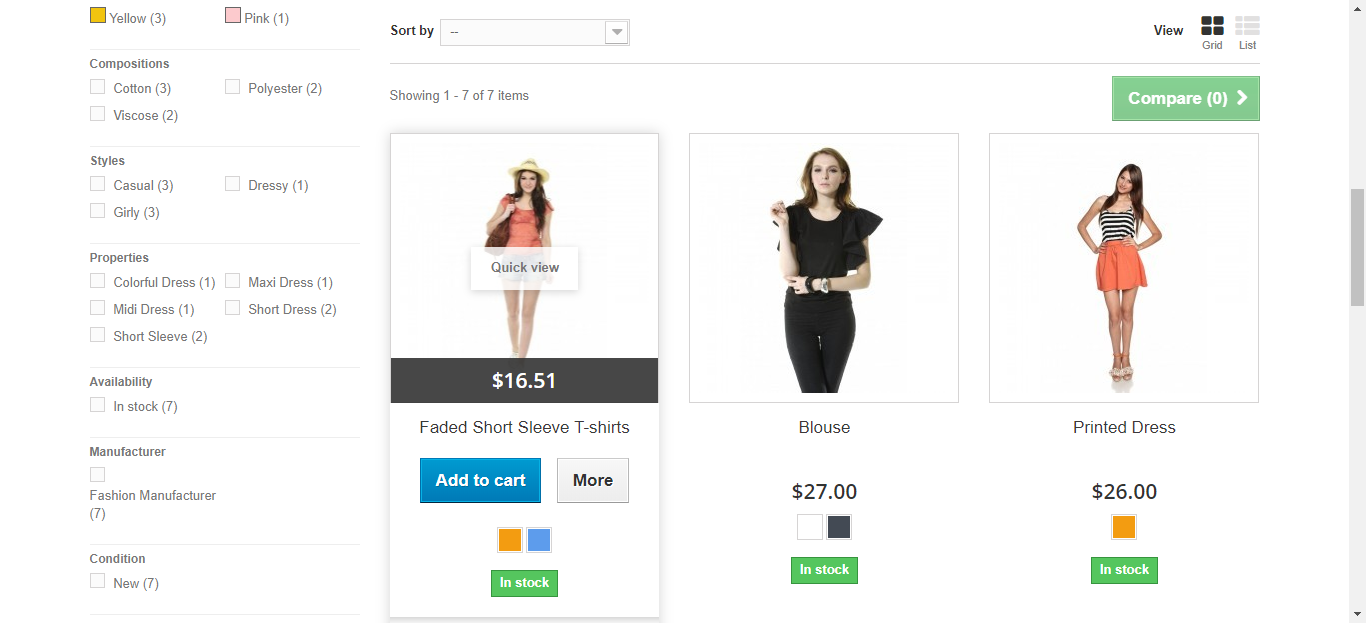 Yellow (3) Pink (1)
Compositions
Cotton (3) Polyester (2)
Viscose (2)
Styles
Casual (3) Dressy (1)
Girly (3)
Properties
Colorful Dress (1) Maxi Dress (1)
Midi Dress (1) Short Dress (2)
Short Sleeve (2)
Availability
In stock (7)
Manufacturer
Fashion Manufacturer
(7)
Condition
New (7)
Sort by -- View
Grid List
Showing 1 - 7 of 7 items
Compare (0)
Quick view
$16.51
Faded Short Sleeve T-shirts
Add to cart More
In stock
Blouse
$27.00
In stock
Printed Dress
$26.00
In stock